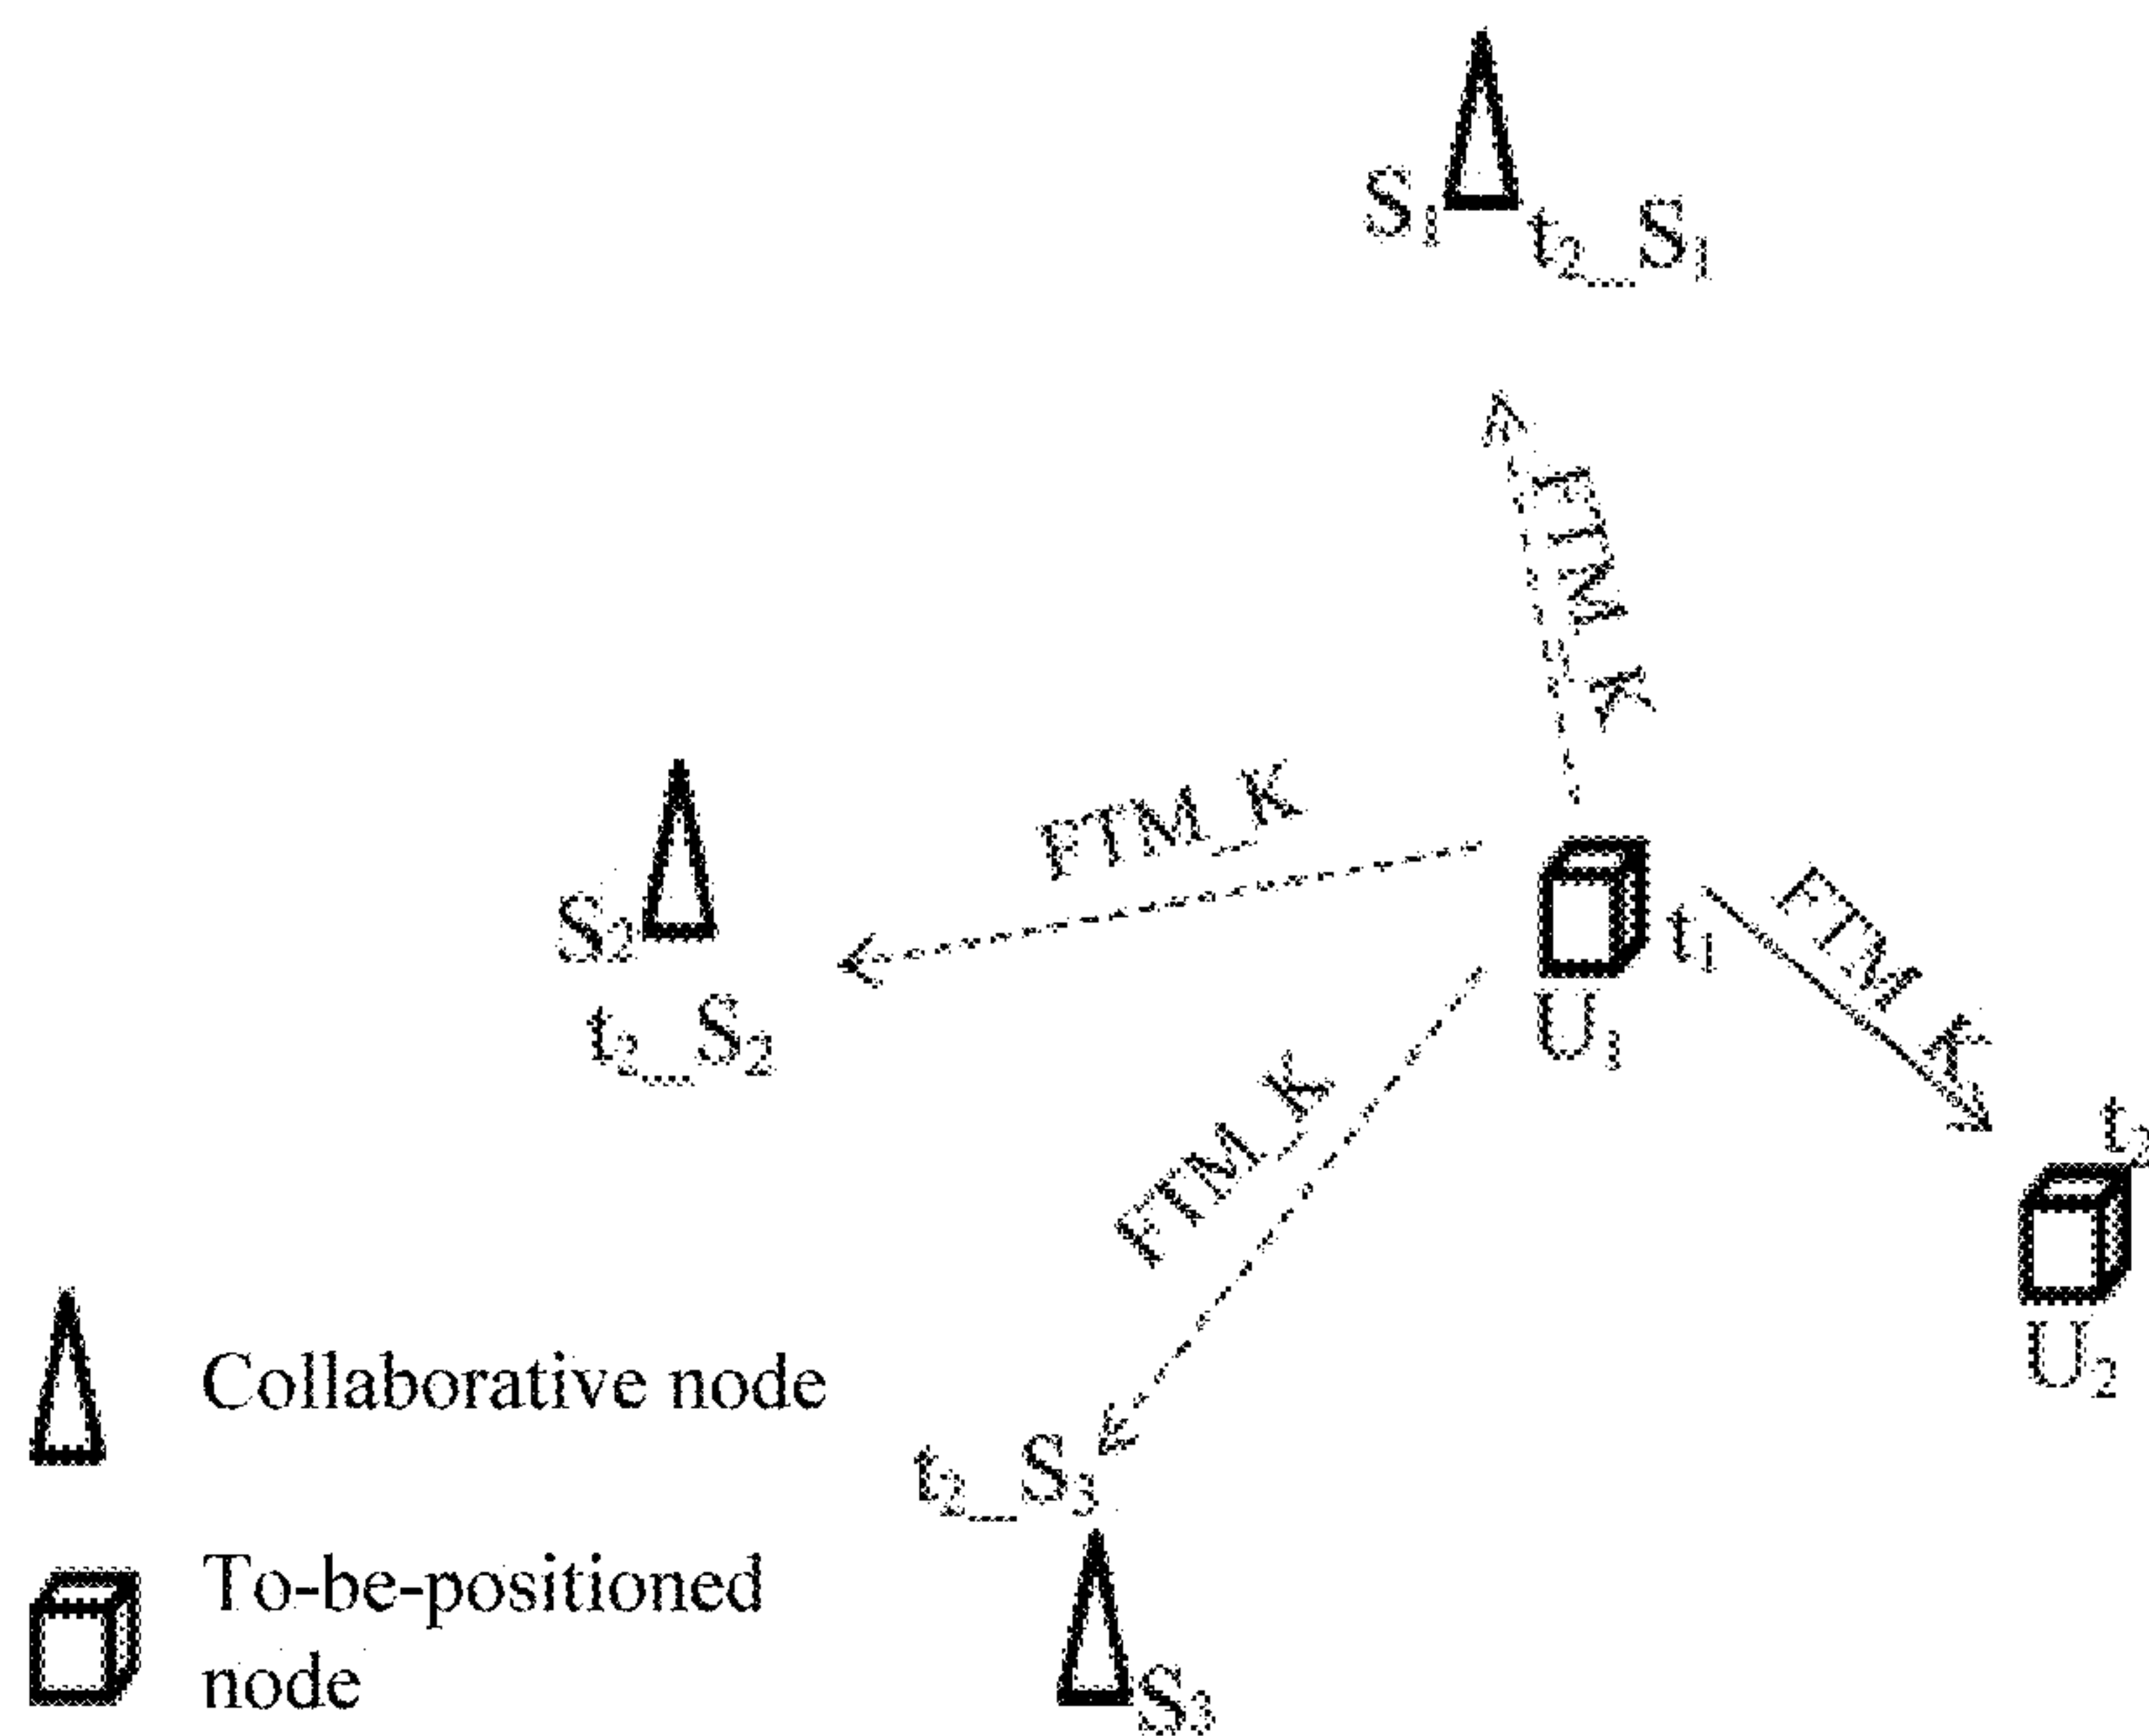 S₁
t₂_S₁
FTM_K
FTM_K
S₂
t₂_S₂
t₁
U₁
FTM_K
FTM_K
U₂
Collaborative node
t₂_S₃
To-be-positioned
node
S₃